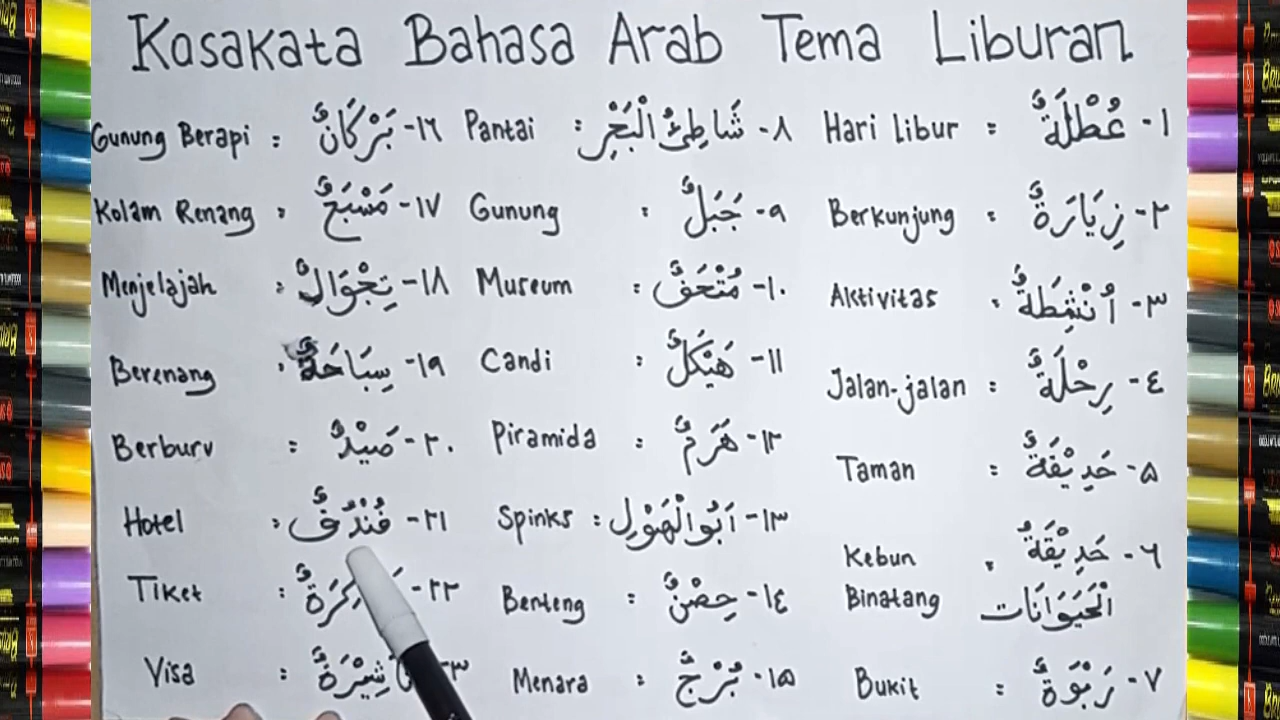 Kosakata Bahasa Arab Tema Liburan
١- عُطْلَةٌ : Hari Libur
٢- زِيَارَةٌ : Berkunjung
٣- اُنْشِطَةٌ : Aktivitas
٤- رِحْلَةٌ : Jalan-jalan
٥- حَدِيْقَةٌ : Taman
٦- حَدِيْقَةُ : Kebun
الْحَيَوَانَات Binatang
٧- رَبْوَةٌ : Bukit
٨- شَاطِئُ الْبَحْرِ : Pantai
٩- جَبَلٌ : Gunung
١٠- مُتْحَفٌ : Museum
١١- هَيْكَلٌ : Candi
١٢- هَرَمٌ : Piramida
١٣- اَبُوالْهَوْلِ : Spinks
١٤- حِصْنٌ : Benteng
١٥- بُرْجٌ : Menara
١٦- بَرْكَانٌ : Gunung Berapi
١٧- مَسْبَحٌ : Kolam Renang
١٨- تِجْوَالٌ : Menjelajah
١٩- سِبَاحَةٌ : Berenang
٢٠- صَيْدٌ : Berburu
٢١- فُنْدُقٌ : Hotel
٢٢- : Tiket
: Visa